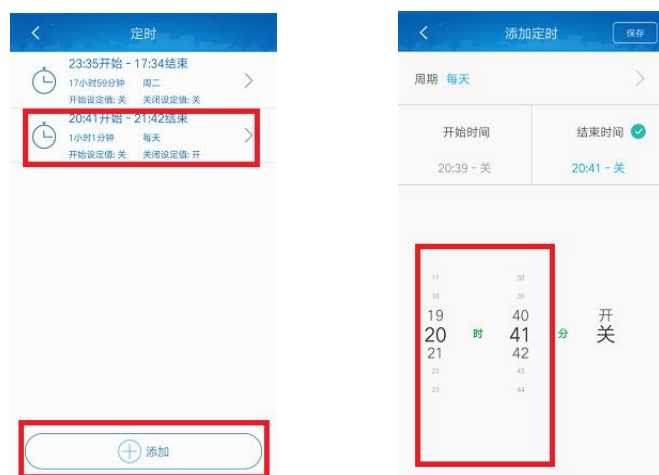 定时
23:35开始 - 17:34结束
17小时59分钟 周二
开始设定值: 关 关闭设定值: 关
20:41开始 - 21:42结束
1小时1分钟 每天
开始设定值: 关 关闭设定值: 开
添加
添加定时 保存
周期 每天
开始时间 结束时间
20:39 - 关 20:41 - 关
17 38
18 39
19 40 开
20 时 41 分 关
21 42
22 43
23 44